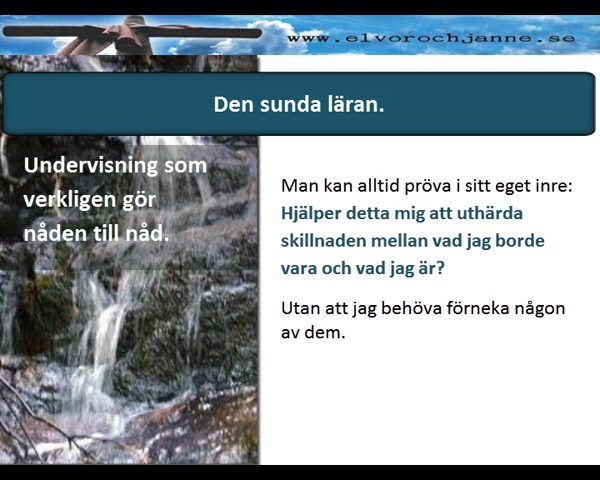 www.elvorochjanne.se
Den sunda läran.
Undervisning som
verkligen gör
nåden till nåd.
Man kan alltid pröva i sitt eget inre:
Hjälper detta mig att uthärda
skillnaden mellan vad jag borde
vara och vad jag är?
Utan att jag behöva förneka någon
av dem.